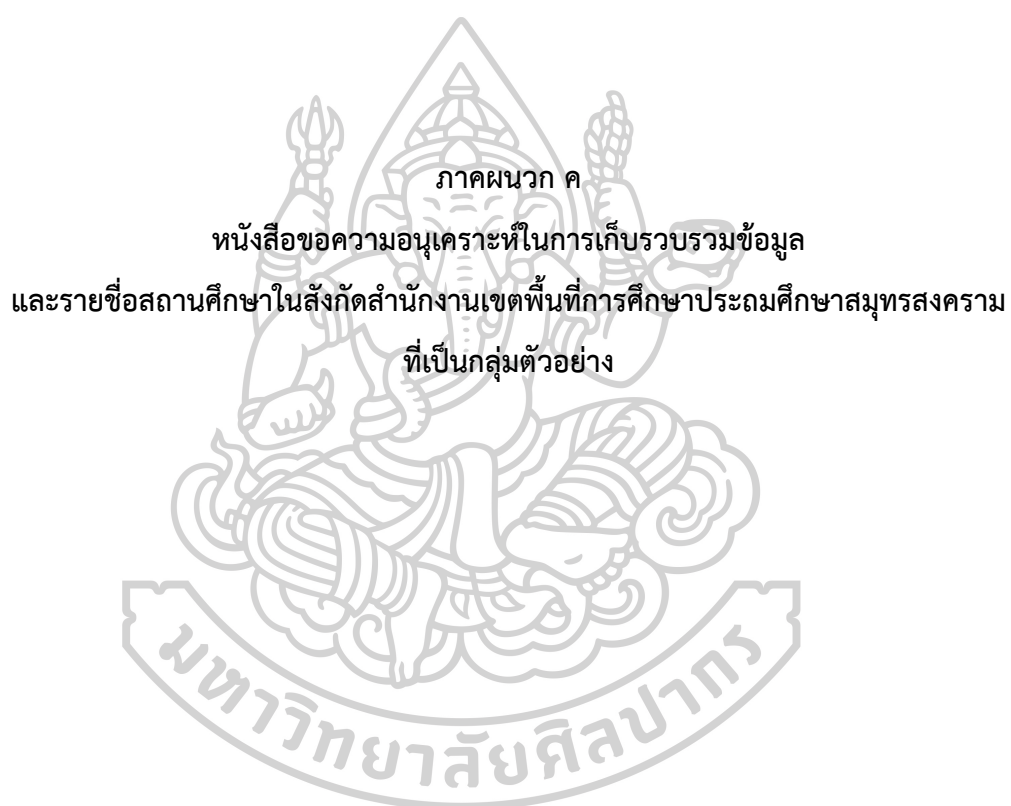 ภาคผนวก ค
หนังสือขอความอนุเคราะห์ในการเก็บรวบรวมข้อมูล
และรายชื่อสถานศึกษาในสังกัดสำนักงานเขตพื้นที่การศึกษาประถมศึกษาสมุทรสงคราม
ที่เป็นกลุ่มตัวอย่าง
มหาวิทยาลัยศิลปากร